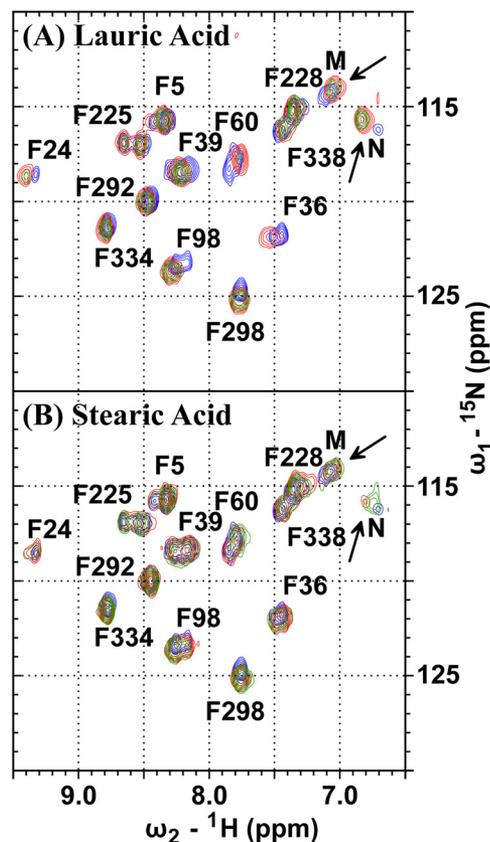 (A) Lauric Acid
M
F5
F228
115
F225
F60
F39
F24
F338
N
F292
F36
F334
F98
125
F298
(B) Stearic Acid
M
F5
F228
115
F225
F60
F39
F24
F338
N
F292
F36
F334
F98
125
F298
ω₁ - ¹⁵N (ppm)
9.0 8.0 7.0
ω₂ - ¹H (ppm)